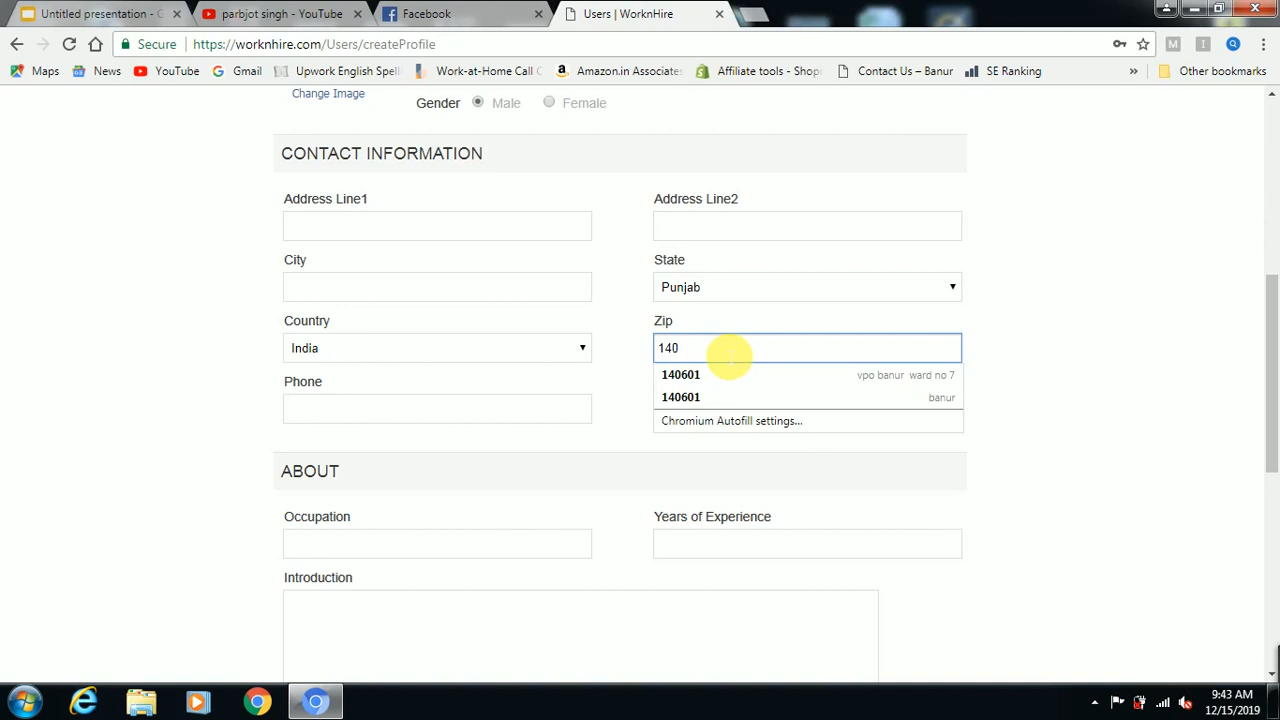 Untitled presentation - G
parbjot singh - YouTube
Facebook
Users | WorknHire
Secure
https://worknhire.com/Users/createProfile
M
I
Maps
News
YouTube
Gmail
Upwork English Spell
Work-at-Home Call C
Amazon.in Associates
Affiliate tools - Shop
Contact Us – Banur
SE Ranking
»
Other bookmarks
Change Image
Gender
Male
Female
CONTACT INFORMATION
Address Line1
Address Line2
City
State
Punjab
Country
Zip
India
140
140601
vpo banur ward no 7
Phone
140601
banur
Chromium Autofill settings...
ABOUT
Occupation
Years of Experience
Introduction
9:43 AM
12/15/2019